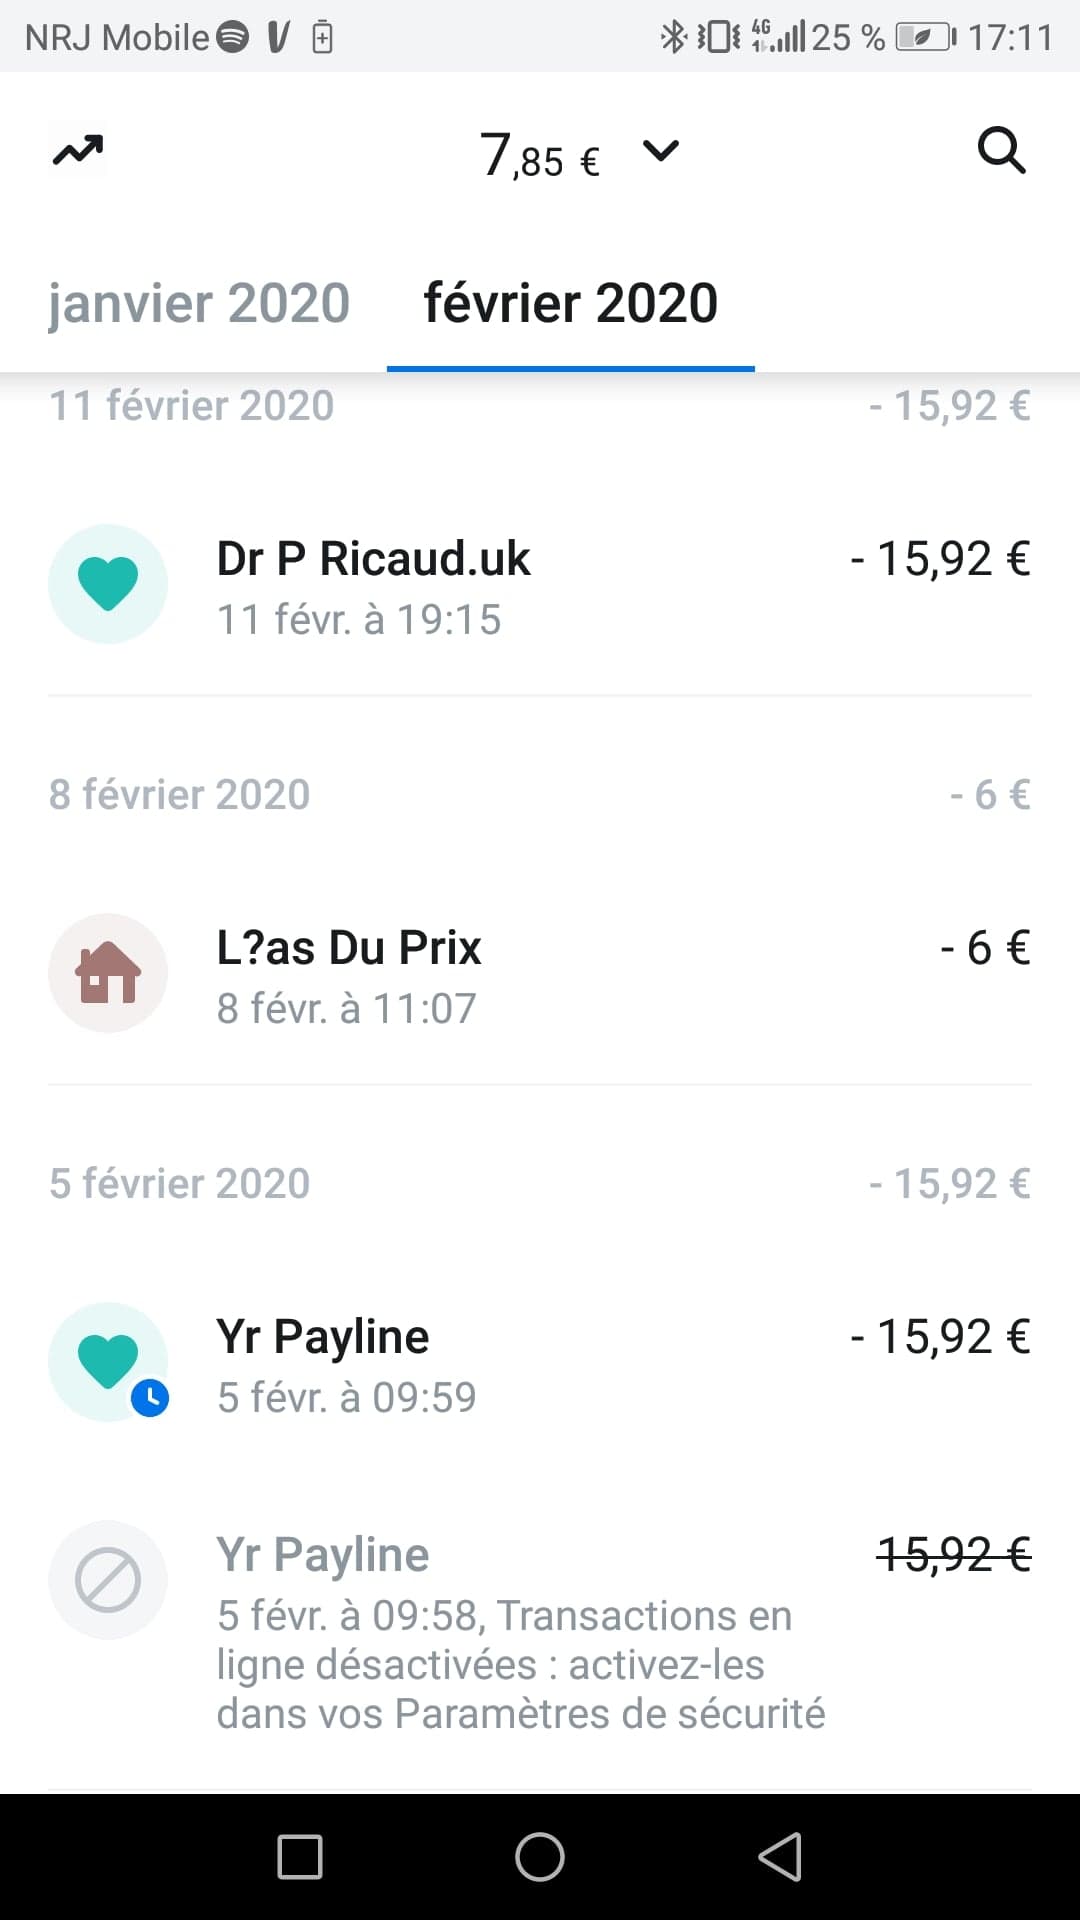 NRJ Mobile 25 % 17:11
7,85 €
janvier 2020 février 2020
11 février 2020 - 15,92 €
Dr P Ricaud.uk - 15,92 €
11 févr. à 19:15
8 février 2020 - 6 €
L?as Du Prix - 6 €
8 févr. à 11:07
5 février 2020 - 15,92 €
Yr Payline - 15,92 €
5 févr. à 09:59
Yr Payline 15,92 €
5 févr. à 09:58, Transactions en
ligne désactivées : activez-les
dans vos Paramètres de sécurité